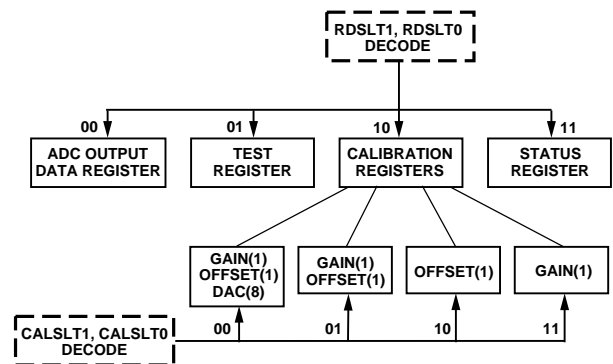 RDSLT1, RDSLT0
DECODE
00
01
10
11
ADC OUTPUT
DATA REGISTER
TEST
REGISTER
CALIBRATION
REGISTERS
STATUS
REGISTER
GAIN(1)
OFFSET(1)
DAC(8)
GAIN(1)
OFFSET(1)
OFFSET(1)
GAIN(1)
CALSLT1, CALSLT0
DECODE
00
01
10
11